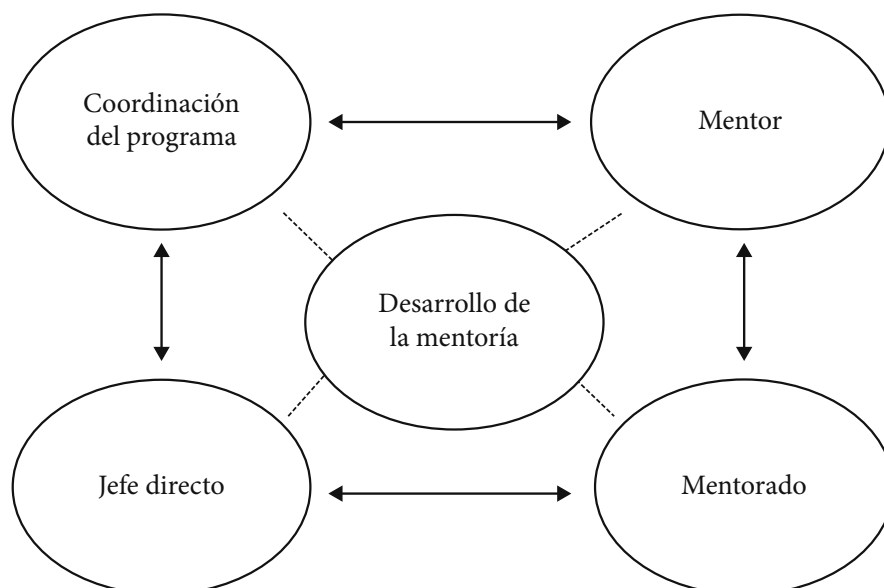 Coordinación
del programa
Mentor
Desarrollo de
la mentoría
Jefe directo
Mentorado